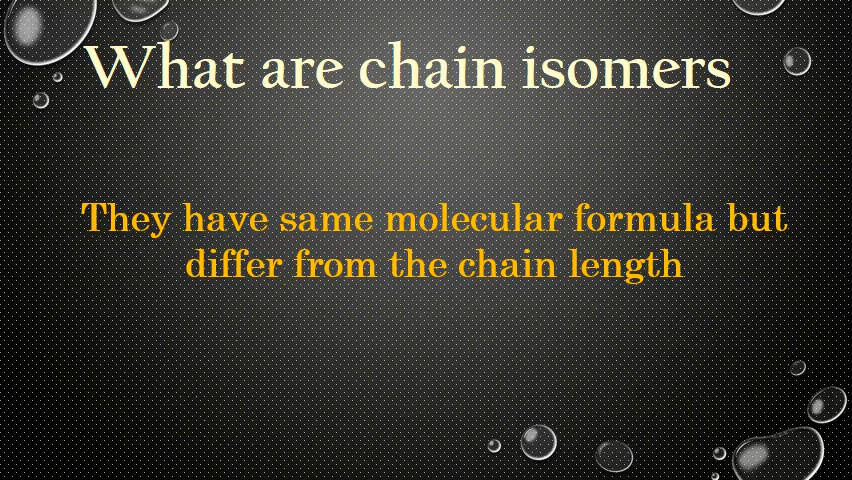 What are chain isomers
They have same molecular formula but
differ from the chain length